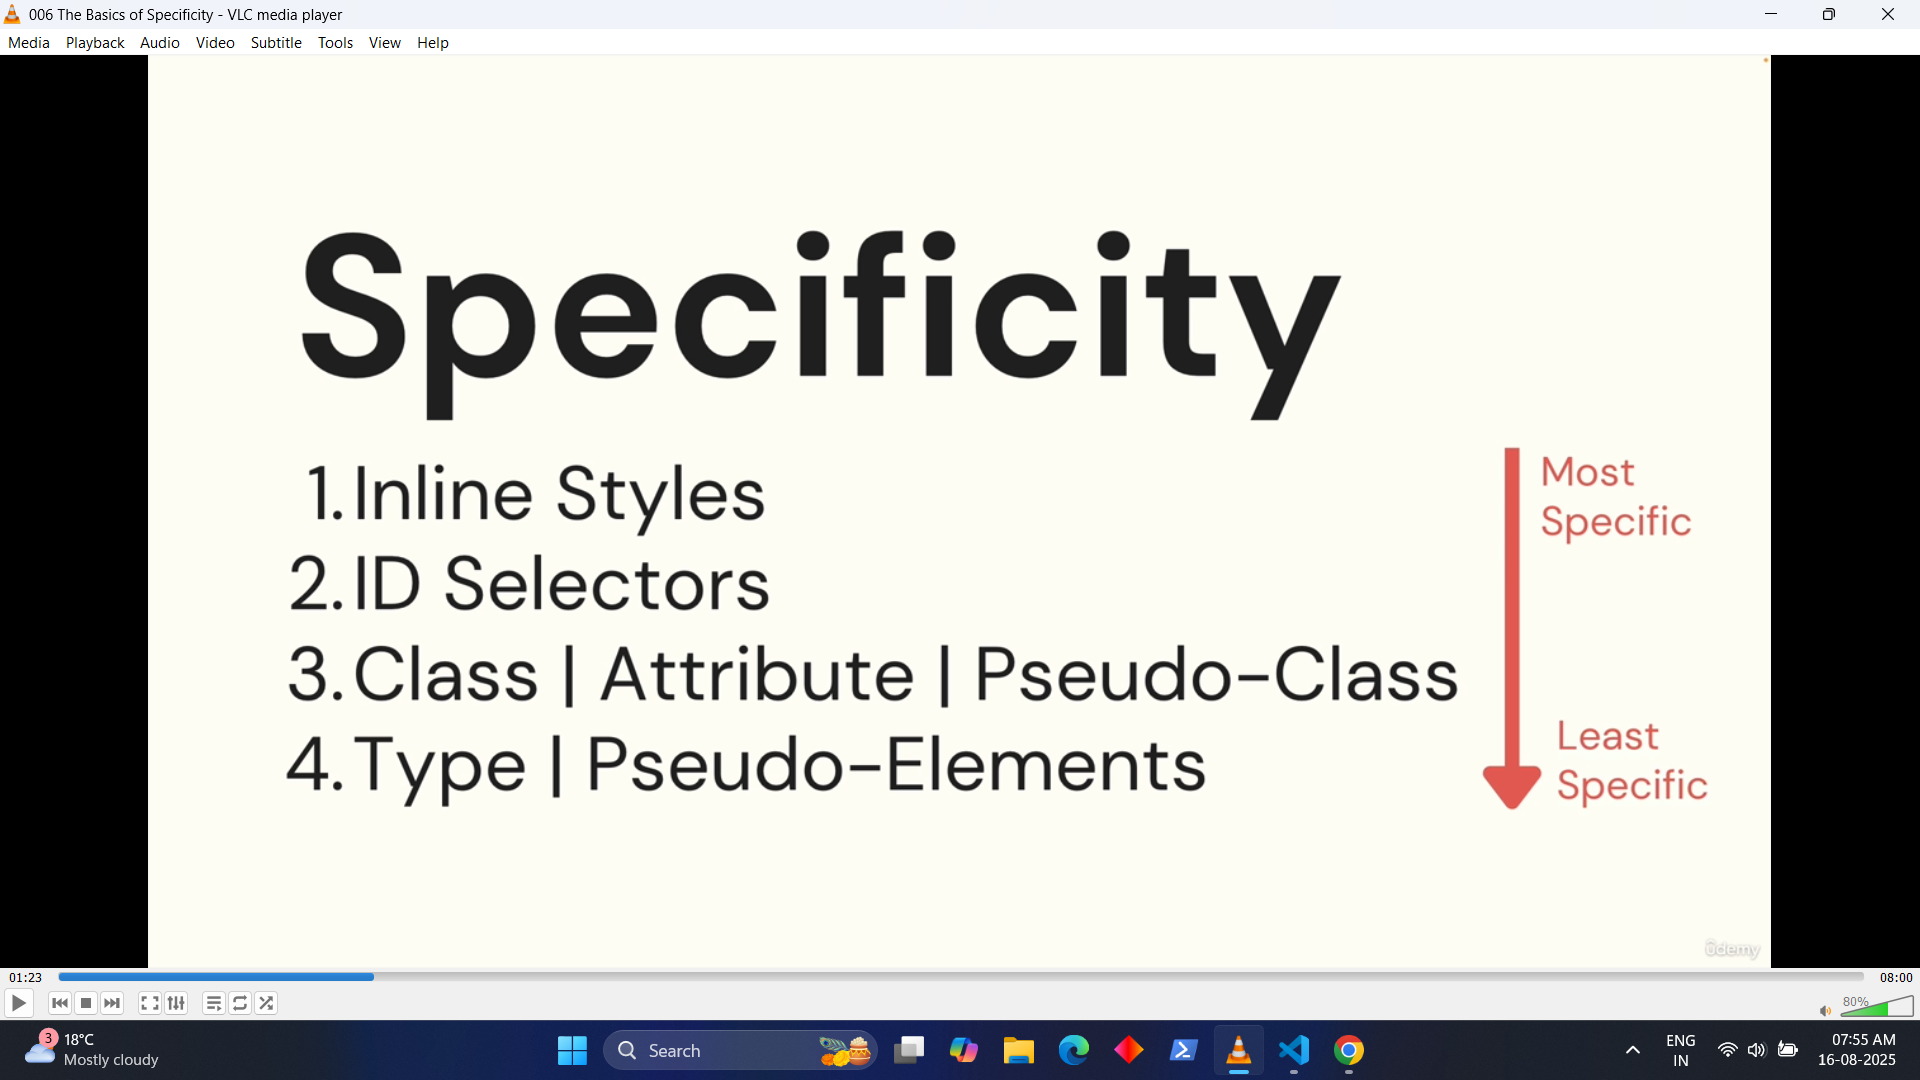 006 The Basics of Specificity - VLC media player
Media Playback Audio Video Subtitle Tools View Help
Specificity
1. Inline Styles
2. ID Selectors
3. Class | Attribute | Pseudo-Class
4. Type | Pseudo-Elements
Most
Specific
Least
Specific
ûdemy
01:23
08:00
80%
3
18°C
Mostly cloudy
Search
ENG
IN
07:55 AM
16-08-2025